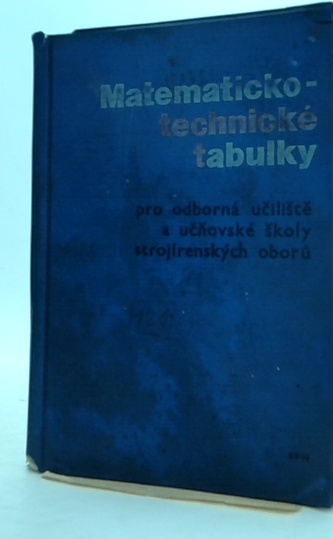 Matematicko-
technické
tabulky
pro odborná učiliště
a učňovské školy
strojírenských oborů
SPN